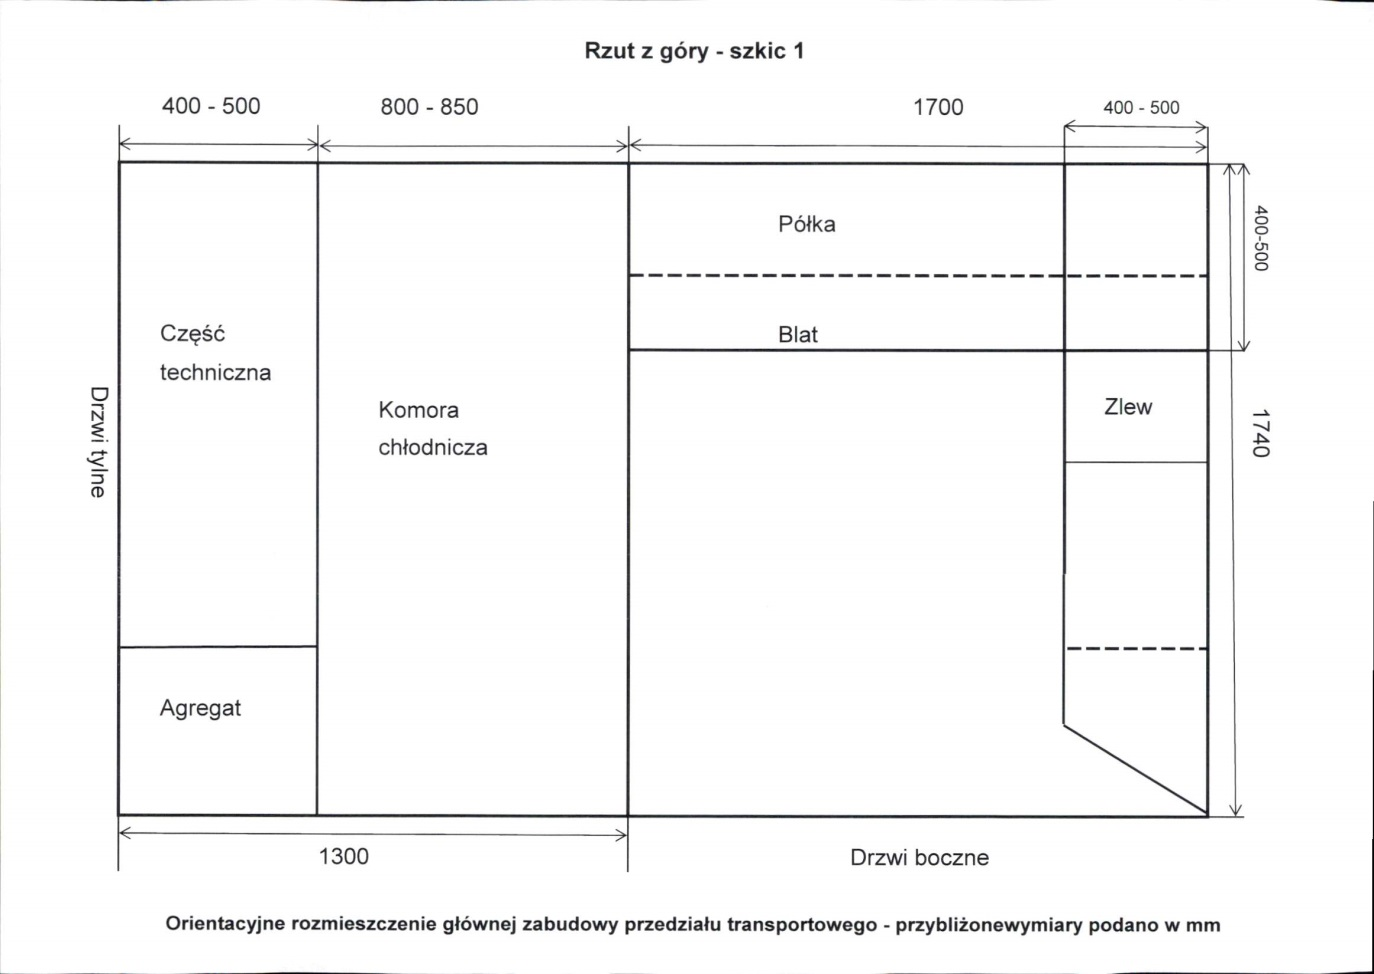 Rzut z góry - szkic 1
400 - 500
800 - 850
1700
400 - 500
Półka
400-500
Część
techniczna
Blat
Drzwi tylne
Komora
chłodnicza
Zlew
1740
Agregat
1300
Drzwi boczne
Orientacyjne rozmieszczenie głównej zabudowy przedziału transportowego - przybliżonewymiary podano w mm